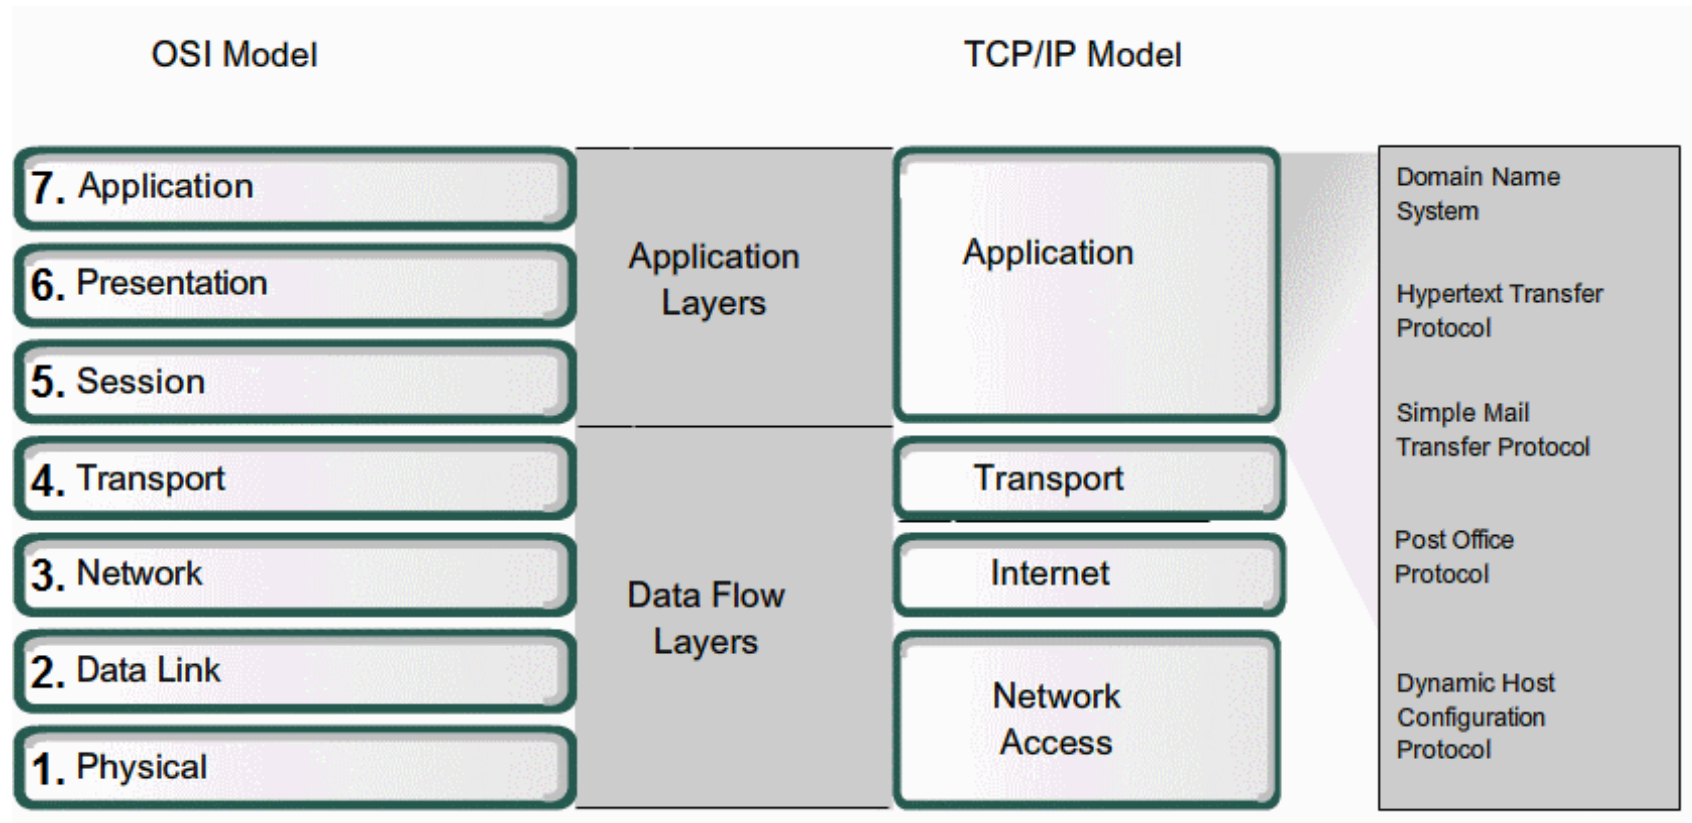 OSI Model
TCP/IP Model
7. Application
6. Presentation
5. Session
4. Transport
3. Network
2. Data Link
1. Physical
Application
Layers
Data Flow
Layers
Application
Transport
Internet
Network
Access
Domain Name
System
Hypertext Transfer
Protocol
Simple Mail
Transfer Protocol
Post Office
Protocol
Dynamic Host
Configuration
Protocol